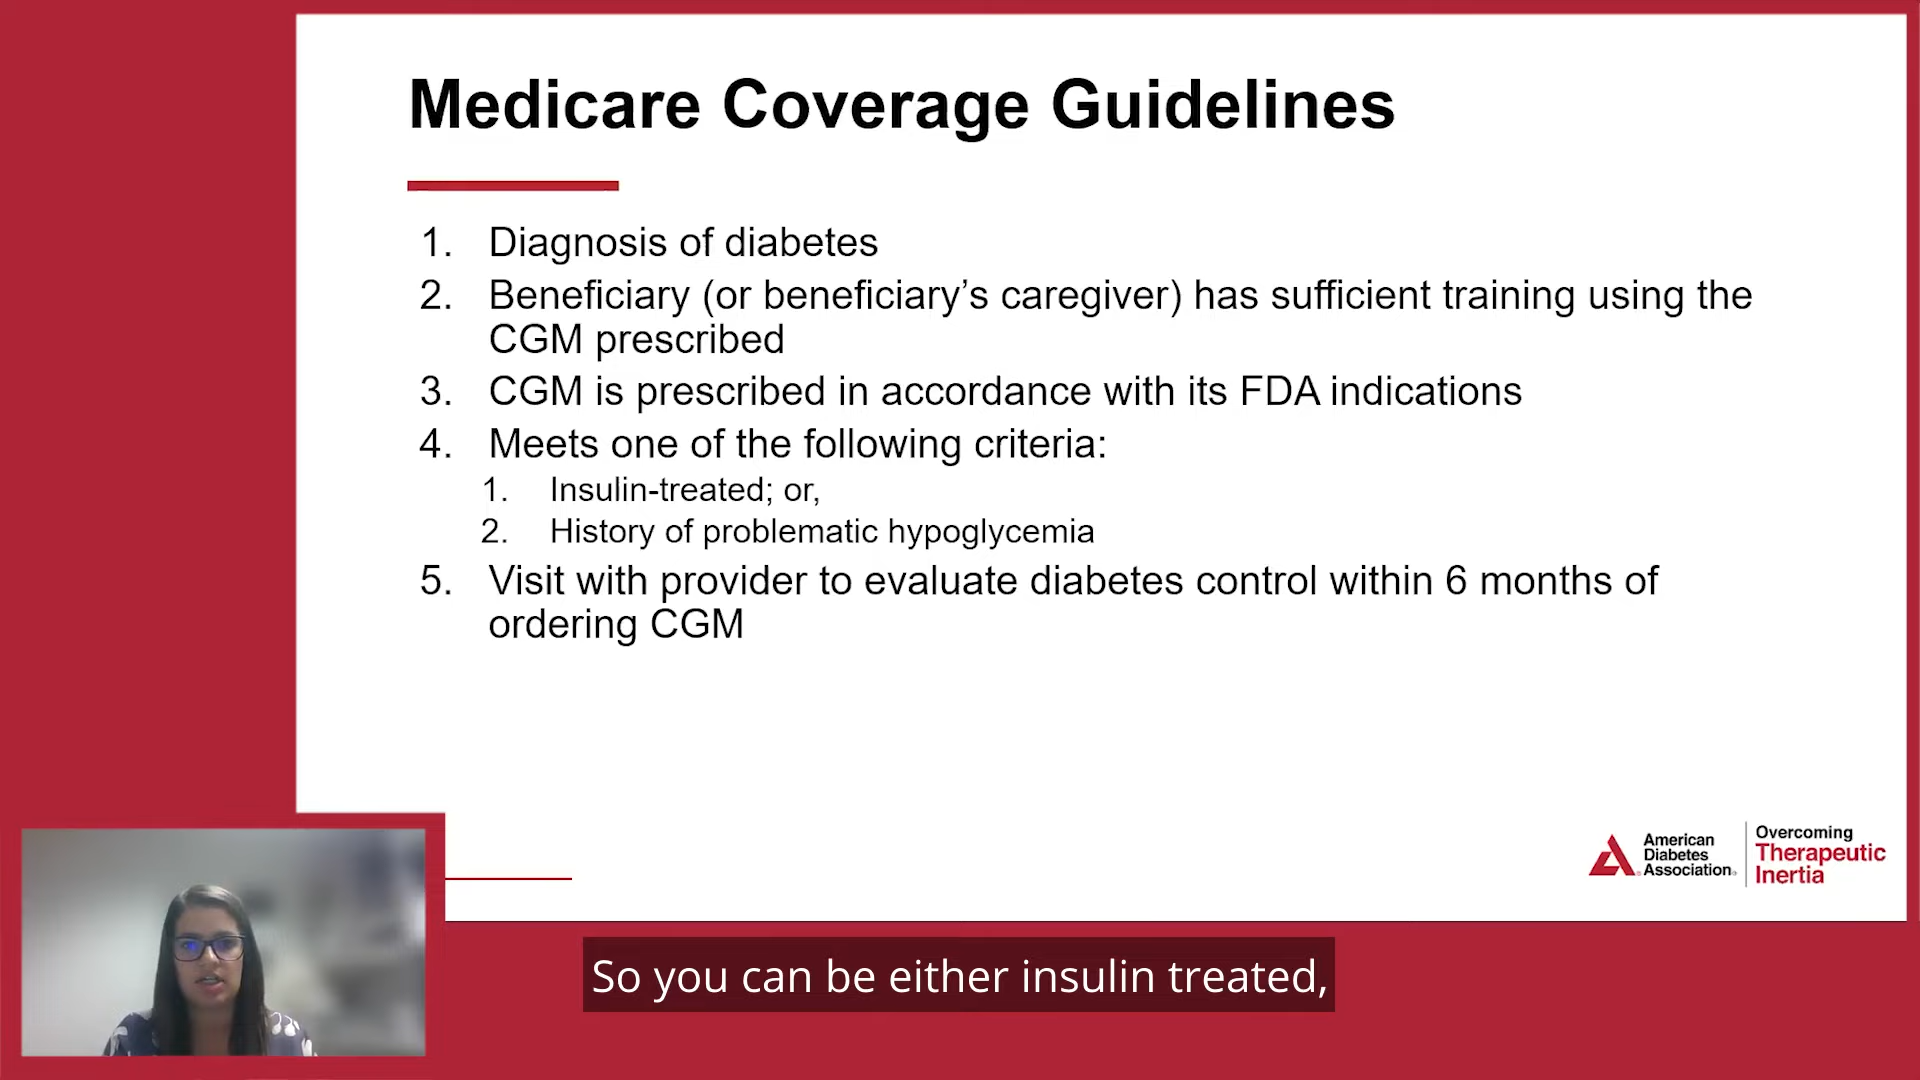 Medicare Coverage Guidelines
1. Diagnosis of diabetes
2. Beneficiary (or beneficiary’s caregiver) has sufficient training using the
CGM prescribed
3. CGM is prescribed in accordance with its FDA indications
4. Meets one of the following criteria:
1. Insulin-treated; or,
2. History of problematic hypoglycemia
5. Visit with provider to evaluate diabetes control within 6 months of
ordering CGM
American
Diabetes
Association®
Overcoming
Therapeutic
Inertia
So you can be either insulin treated,